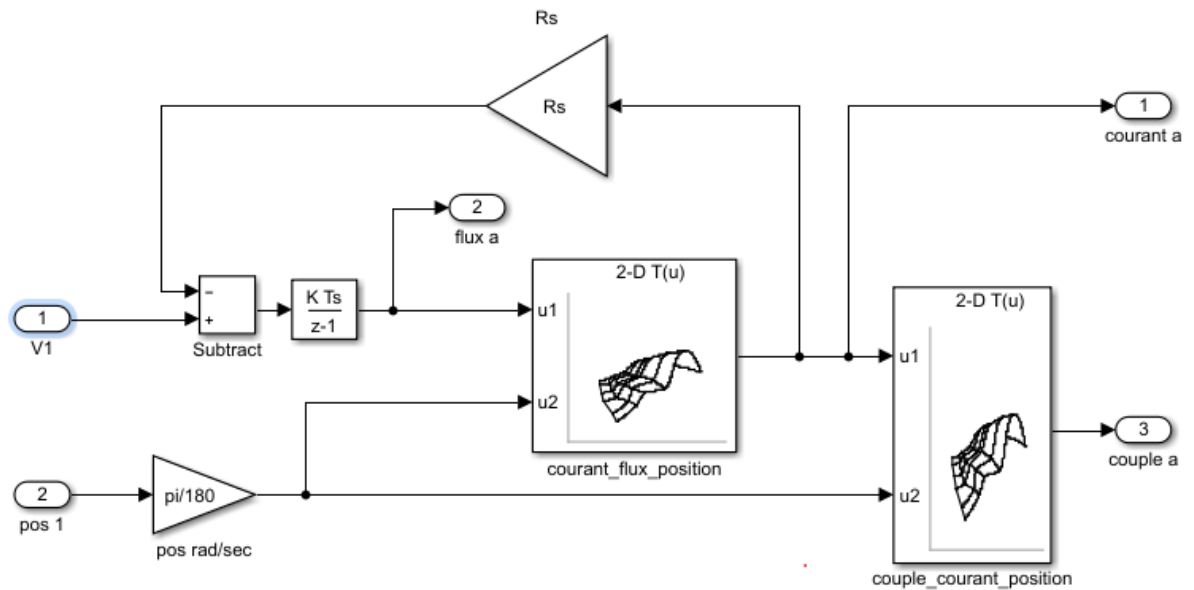 Rs
Rs
1
courant a
2
flux a
2-D T(u)
u1
u2
courant_flux_position
K Ts
z-1
−
+
Subtract
1
V1
2-D T(u)
u1
u2
couple_courant_position
3
couple a
2
pos 1
pi/180
pos rad/sec